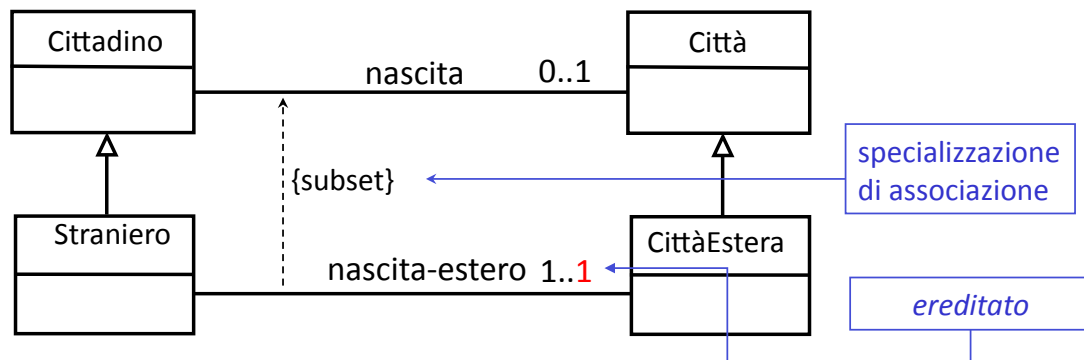 Cittadino
Città
nascita
0..1
{subset}
specializzazione
di associazione
Straniero
CittàEstera
nascita-estero
1..1
ereditato